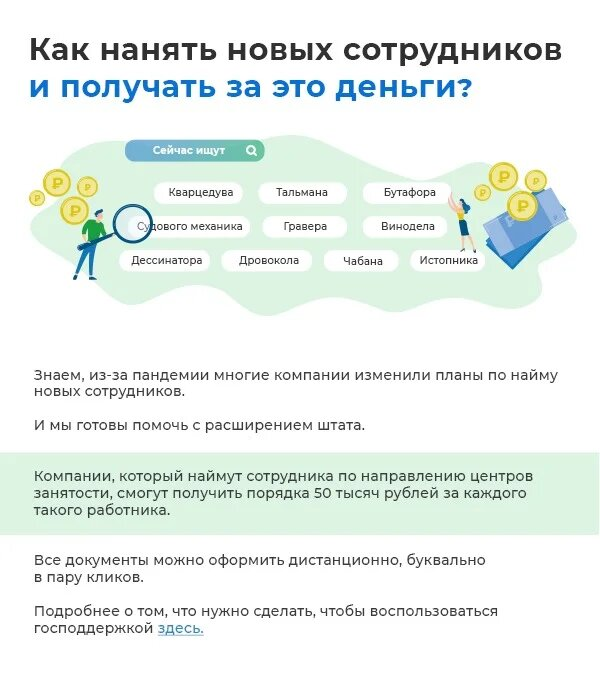 Как нанять новых сотрудников
и получать за это деньги?
Сейчас ищут
Кварцедува Тальмана Бутафора
Судового механика Гравера Винодела
Дессинатора Дровокола Чабана Истопника
Знаем, из-за пандемии многие компании изменили планы по найму
новых сотрудников.
И мы готовы помочь с расширением штата.
Компании, который наймут сотрудника по направлению центров
занятости, смогут получить порядка 50 тысяч рублей за каждого
такого работника.
Все документы можно оформить дистанционно, буквально
в пару кликов.
Подробнее о том, что нужно сделать, чтобы воспользоваться
господдержкой здесь.